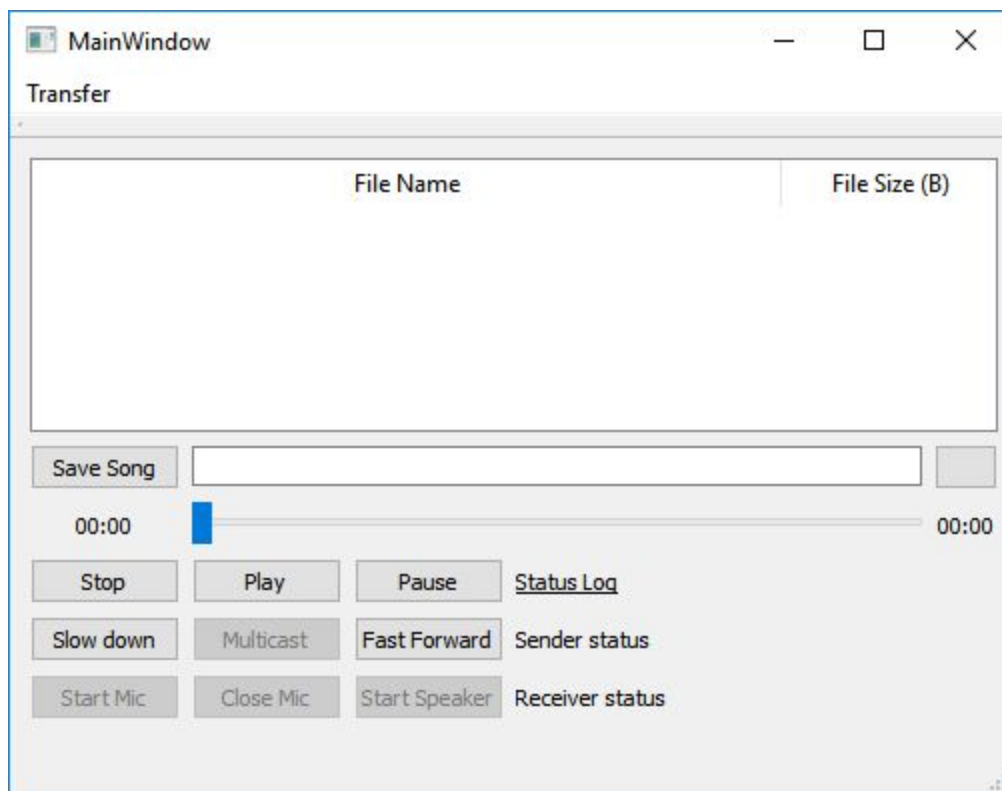 MainWindow
Transfer
File Name File Size (B)
Save Song
00:00 00:00
Stop Play Pause Status Log
Slow down Multicast Fast Forward Sender status
Start Mic Close Mic Start Speaker Receiver status